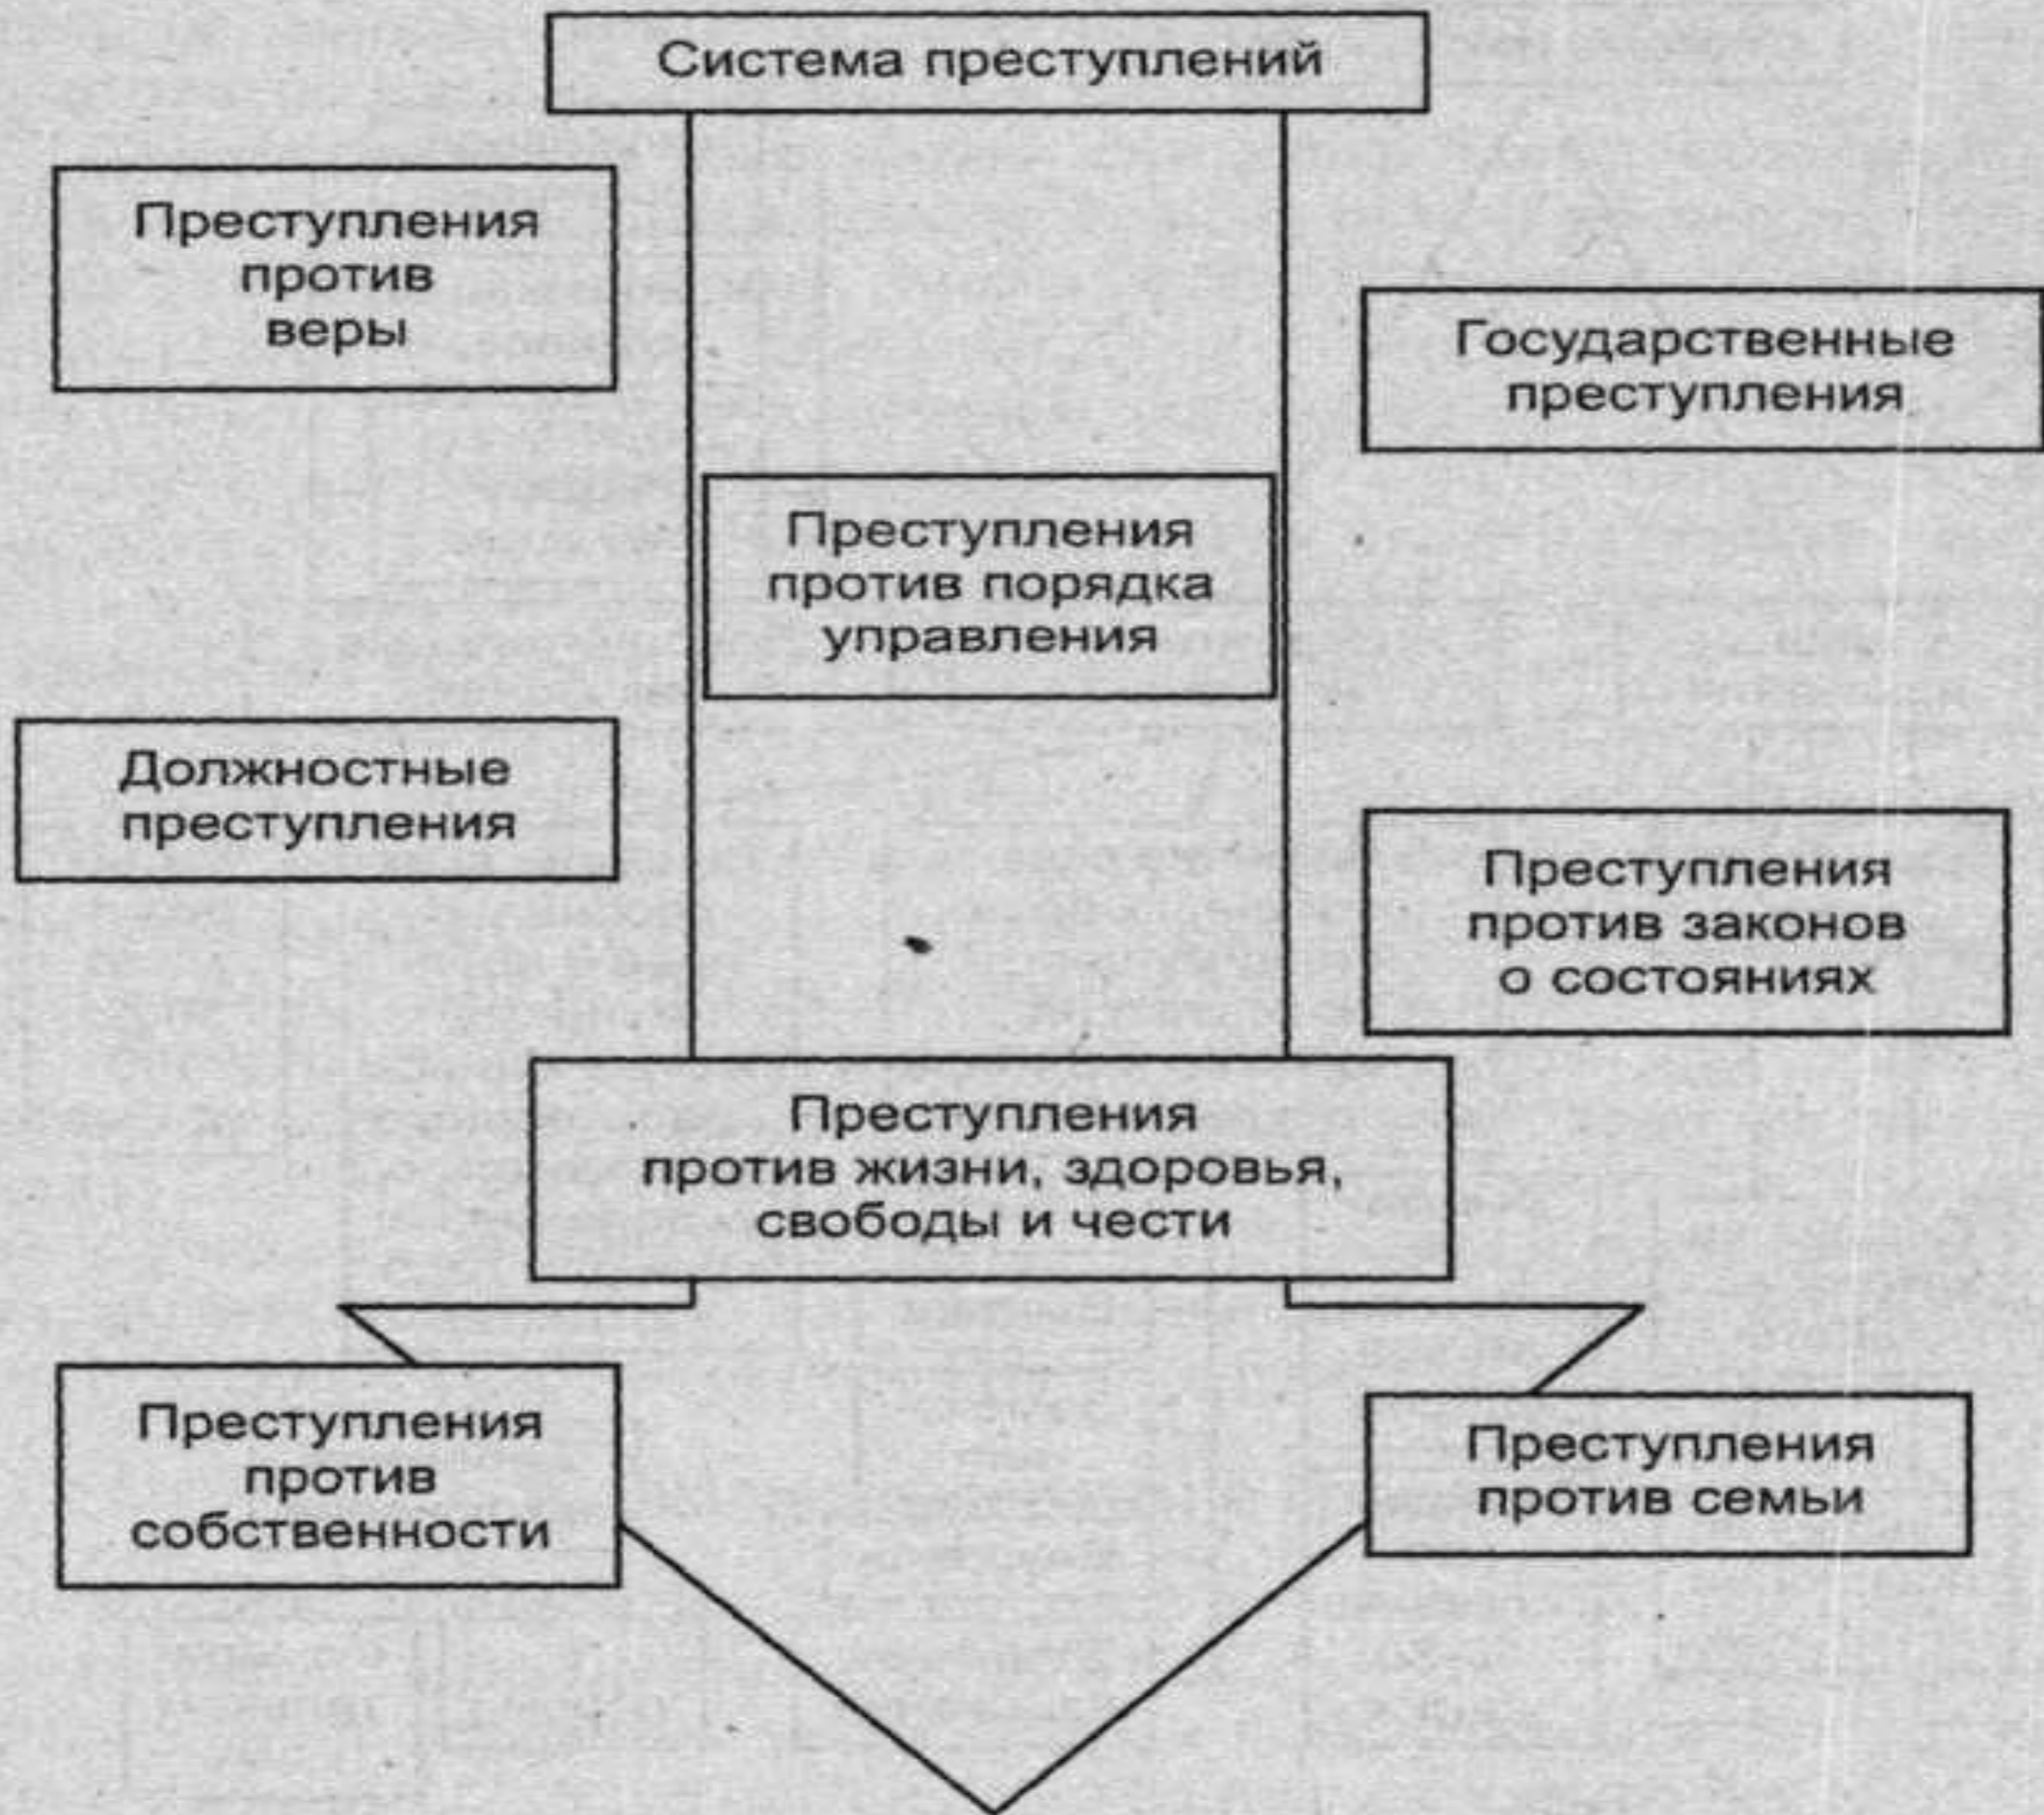 Система преступлений
Преступления
против
веры
Государственные
преступления
Преступления
против порядка
управления
Должностные
преступления
Преступления
против законов
о состояниях
Преступления
против жизни, здоровья,
свободы и чести
Преступления
против
собственности
Преступления
против семьи